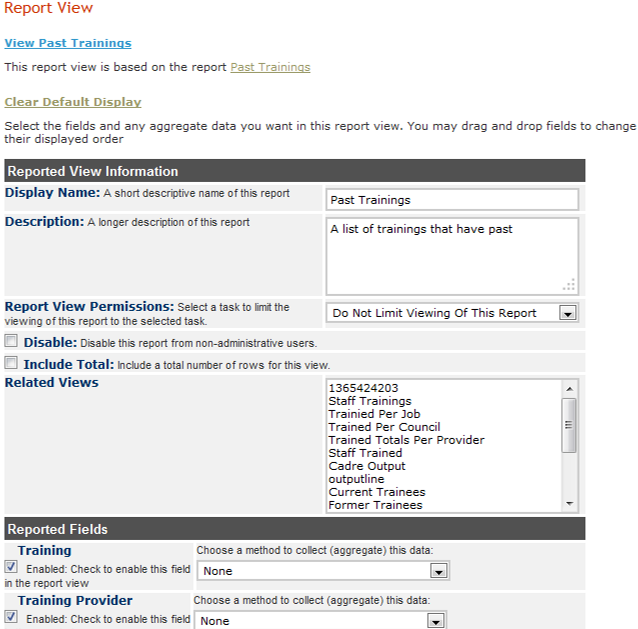 Report View
View Past Trainings
This report view is based on the report Past Trainings
Clear Default Display
Select the fields and any aggregate data you want in this report view. You may drag and drop fields to change
their displayed order
Reported View Information
Display Name: A short descriptive name of this report
Past Trainings
Description: A longer description of this report
A list of trainings that have past
Report View Permissions: Select a task to limit the
viewing of this report to the selected task.
Do Not Limit Viewing Of This Report
Disable: Disable this report from non-administrative users.
Include Total: Include a total number of rows for this view.
Related Views
1365424203
Staff Trainings
Trainied Per Job
Trained Per Council
Trained Totals Per Provider
Staff Trained
Cadre Output
outputline
Current Trainees
Former Trainees
Reported Fields
Training
Enabled: Check to enable this field
in the report view
Choose a method to collect (aggregate) this data:
None
Training Provider
Enabled: Check to enable this field
Choose a method to collect (aggregate) this data:
None